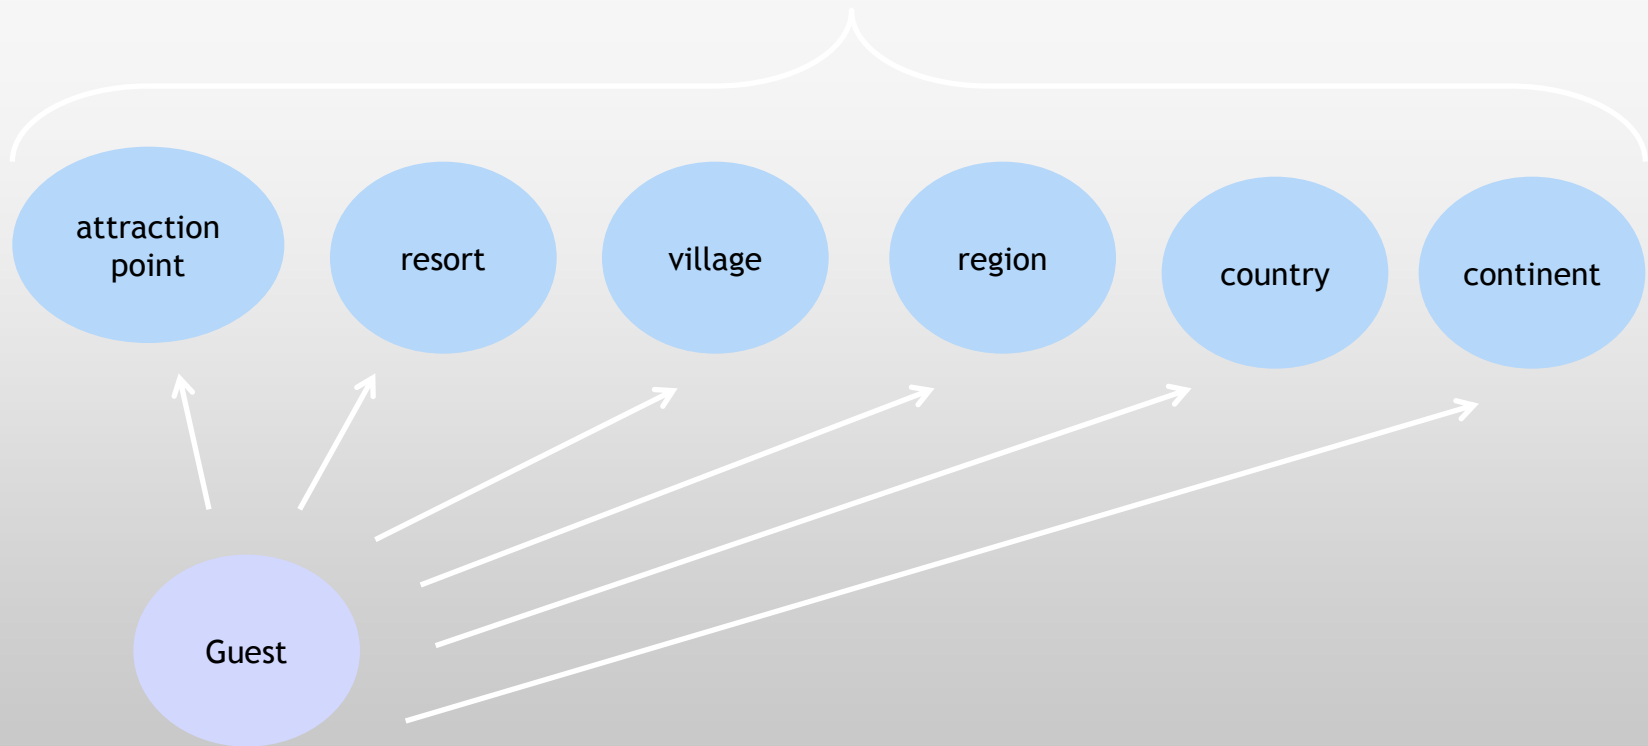 attraction
point
resort
village
region
country
continent
Guest